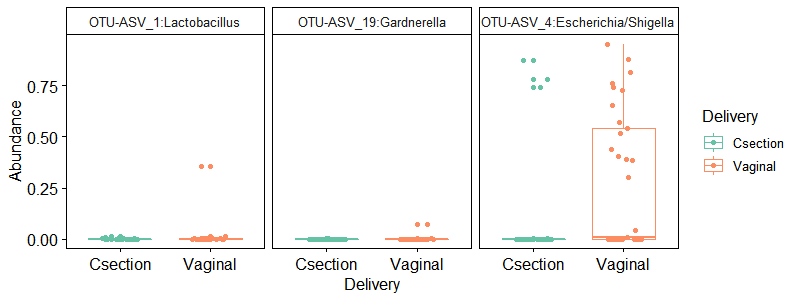 OTU-ASV_1:Lactobacillus
OTU-ASV_19:Gardnerella
OTU-ASV_4:Escherichia/Shigella
Abundance
0.75
0.50
0.25
0.00
Csection
Vaginal
Csection
Vaginal
Csection
Vaginal
Delivery
Delivery
Csection
Vaginal